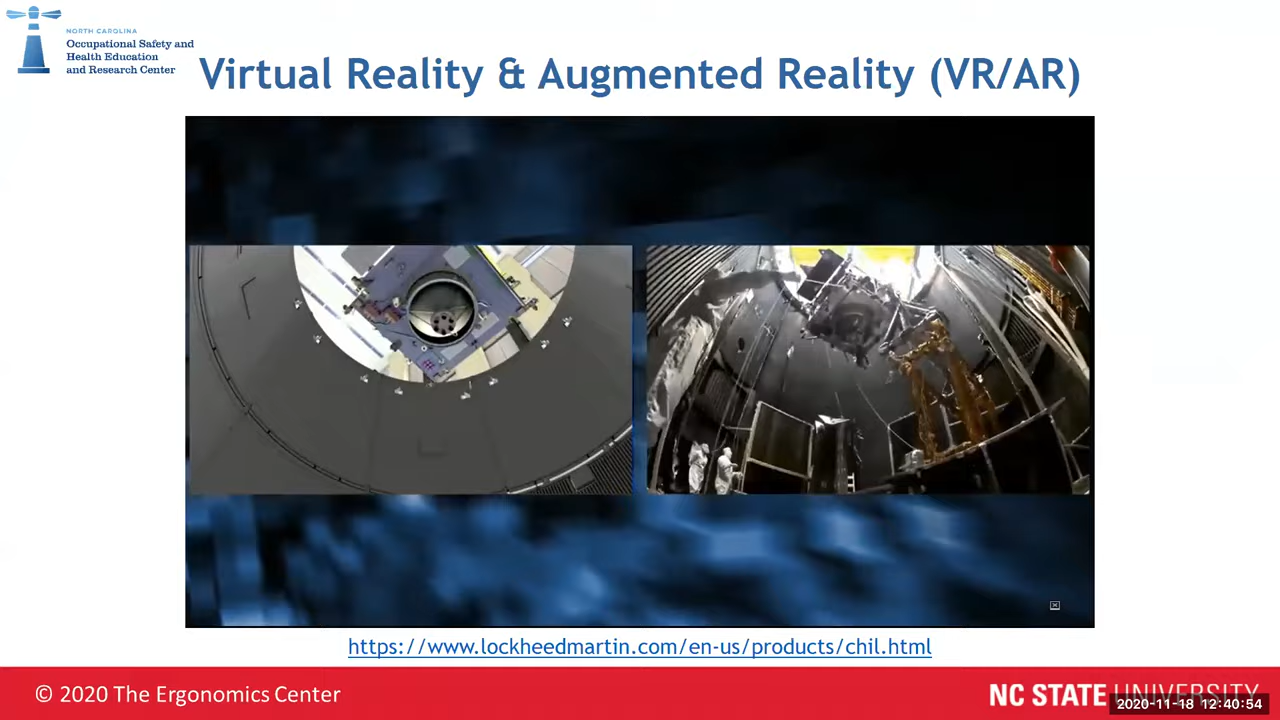 NORTH CAROLINA
Occupational Safety and
Health Education
and Research Center
Virtual Reality & Augmented Reality (VR/AR)
https://www.lockheedmartin.com/en-us/products/chil.html
© 2020 The Ergonomics Center
NC STATE UNIVERSITY
2020-11-18 12:40:54